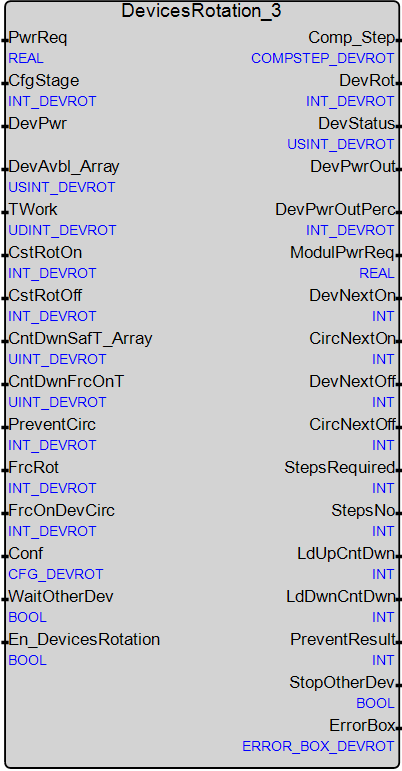 DevicesRotation_3
PwrReq Comp_Step
REAL COMPSTEP_DEVROT
CfgStage DevRot
INT_DEVROT INT_DEVROT
DevPwr DevStatus
USINT_DEVROT
DevAvbl_Array DevPwrOut
USINT_DEVROT
TWork DevPwrOutPerc
UDINT_DEVROT INT_DEVROT
CstRotOn ModulPwrReq
INT_DEVROT REAL
CstRotOff DevNextOn
INT_DEVROT INT
CntDwnSafT_Array CircNextOn
UINT_DEVROT INT
CntDwnFrcOnT DevNextOff
UINT_DEVROT INT
PreventCirc CircNextOff
INT_DEVROT INT
FrcRot StepsRequired
INT_DEVROT INT
FrcOnDevCirc StepsNo
INT_DEVROT INT
Conf LdUpCntDwn
CFG_DEVROT INT
WaitOtherDev LdDwnCntDwn
BOOL INT
En_DevicesRotation PreventResult
BOOL INT
StopOtherDev
BOOL
ErrorBox
ERROR_BOX_DEVROT